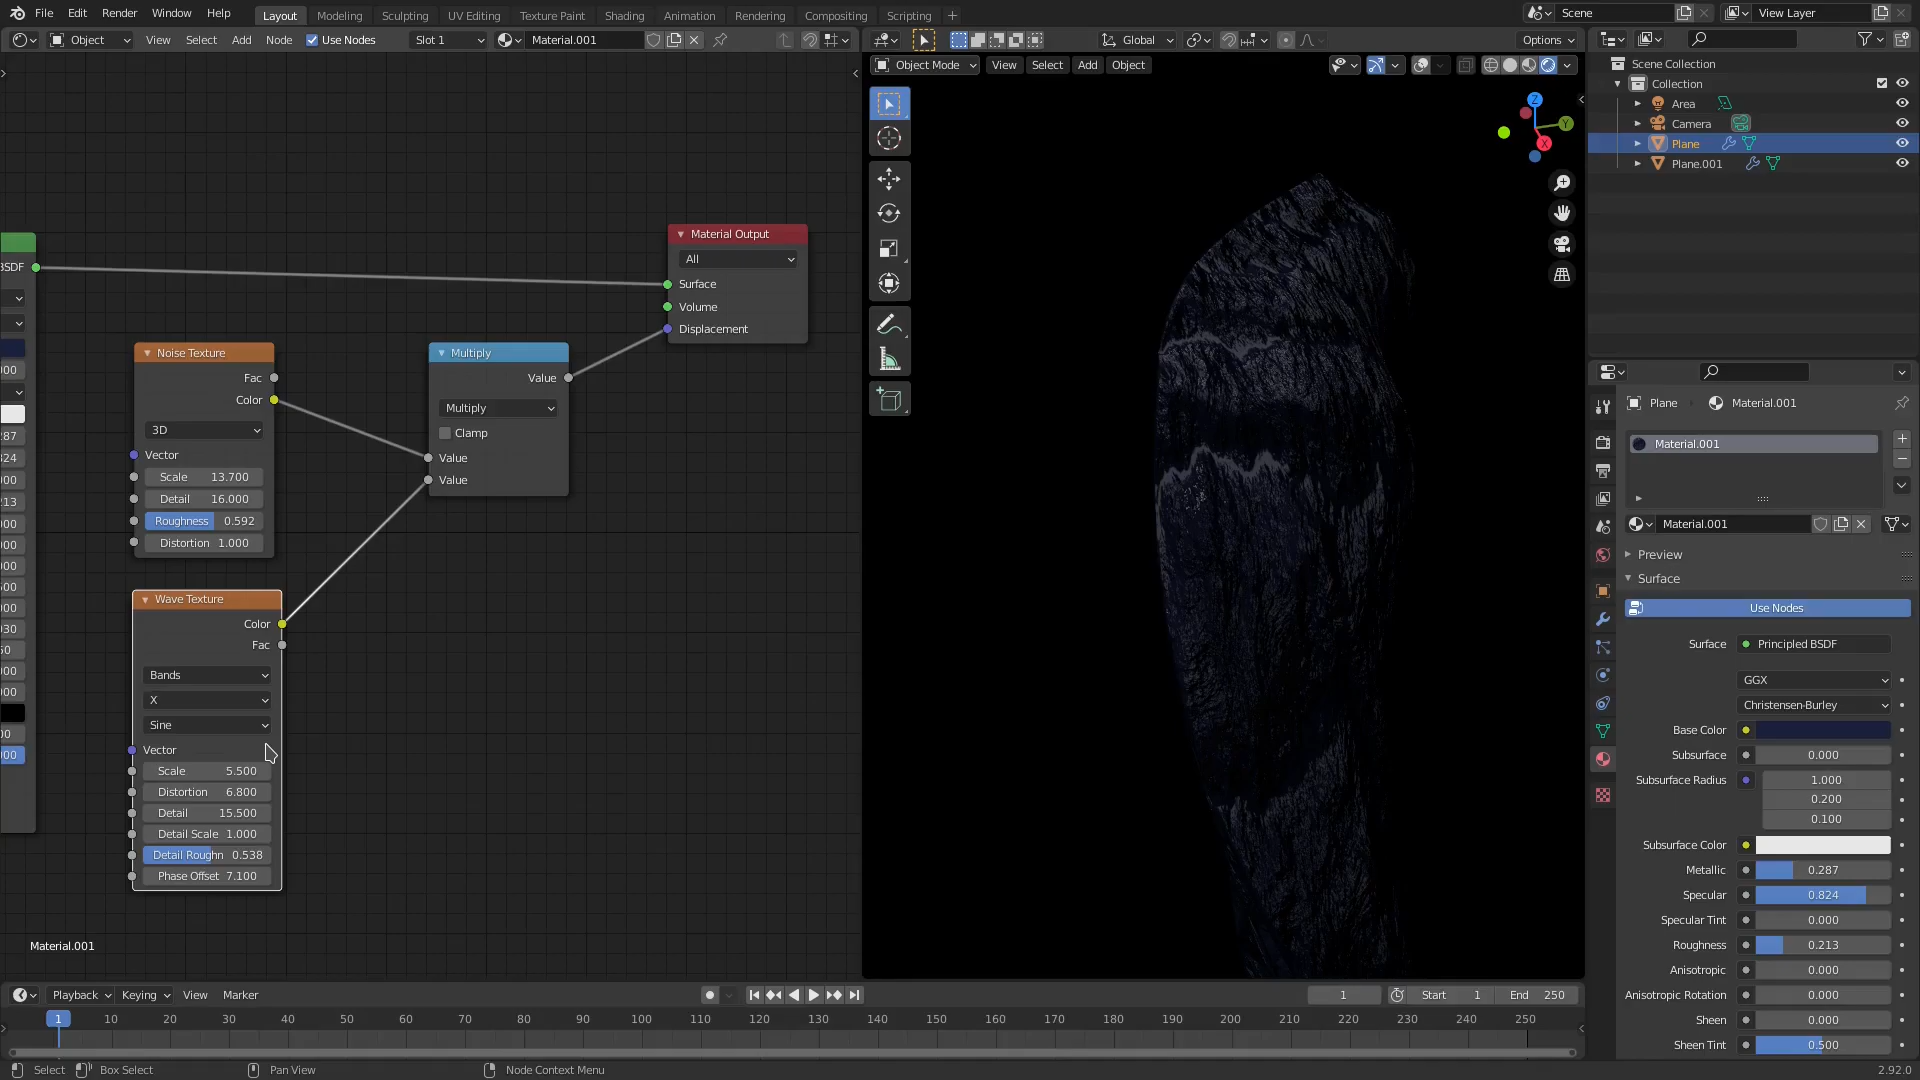 File Edit Render Window Help Layout Modeling Sculpting UV Editing Texture Paint Shading Animation Rendering Compositing Scripting + Scene View Layer
Object View Select Add Node Use Nodes Slot 1 Material.001 Global Options
Object Mode View Select Add Object
Z
Y
X
Scene Collection
Collection
Area
Camera
Plane
Plane.001
BSDF
Noise Texture
Fac
Color
3D
Vector
Scale 13.700
Detail 16.000
Roughness 0.592
Distortion 1.000
Multiply
Value
Multiply
Clamp
Value
Value
Material Output
All
Surface
Volume
Displacement
Wave Texture
Color
Fac
Bands
X
Sine
Vector
Scale 5.500
Distortion 6.800
Detail 15.500
Detail Scale 1.000
Detail Roughn 0.538
Phase Offset 7.100
Material.001
Plane Material.001
Material.001
Material.001
Preview
Surface
Use Nodes
Surface Principled BSDF
GGX
Christensen-Burley
Base Color
Subsurface 0.000
Subsurface Radius 1.000
0.200
0.100
Subsurface Color
Metallic 0.287
Specular 0.824
Specular Tint 0.000
Roughness 0.213
Anisotropic 0.000
Anisotropic Rotation 0.000
Sheen 0.000
Sheen Tint 0.500
Playback Keying View Marker 1 Start 1 End 250
1 10 20 30 40 50 60 70 80 90 100 110 120 130 140 150 160 170 180 190 200 210 220 230 240 250
Select Box Select Pan View Node Context Menu 2.92.0